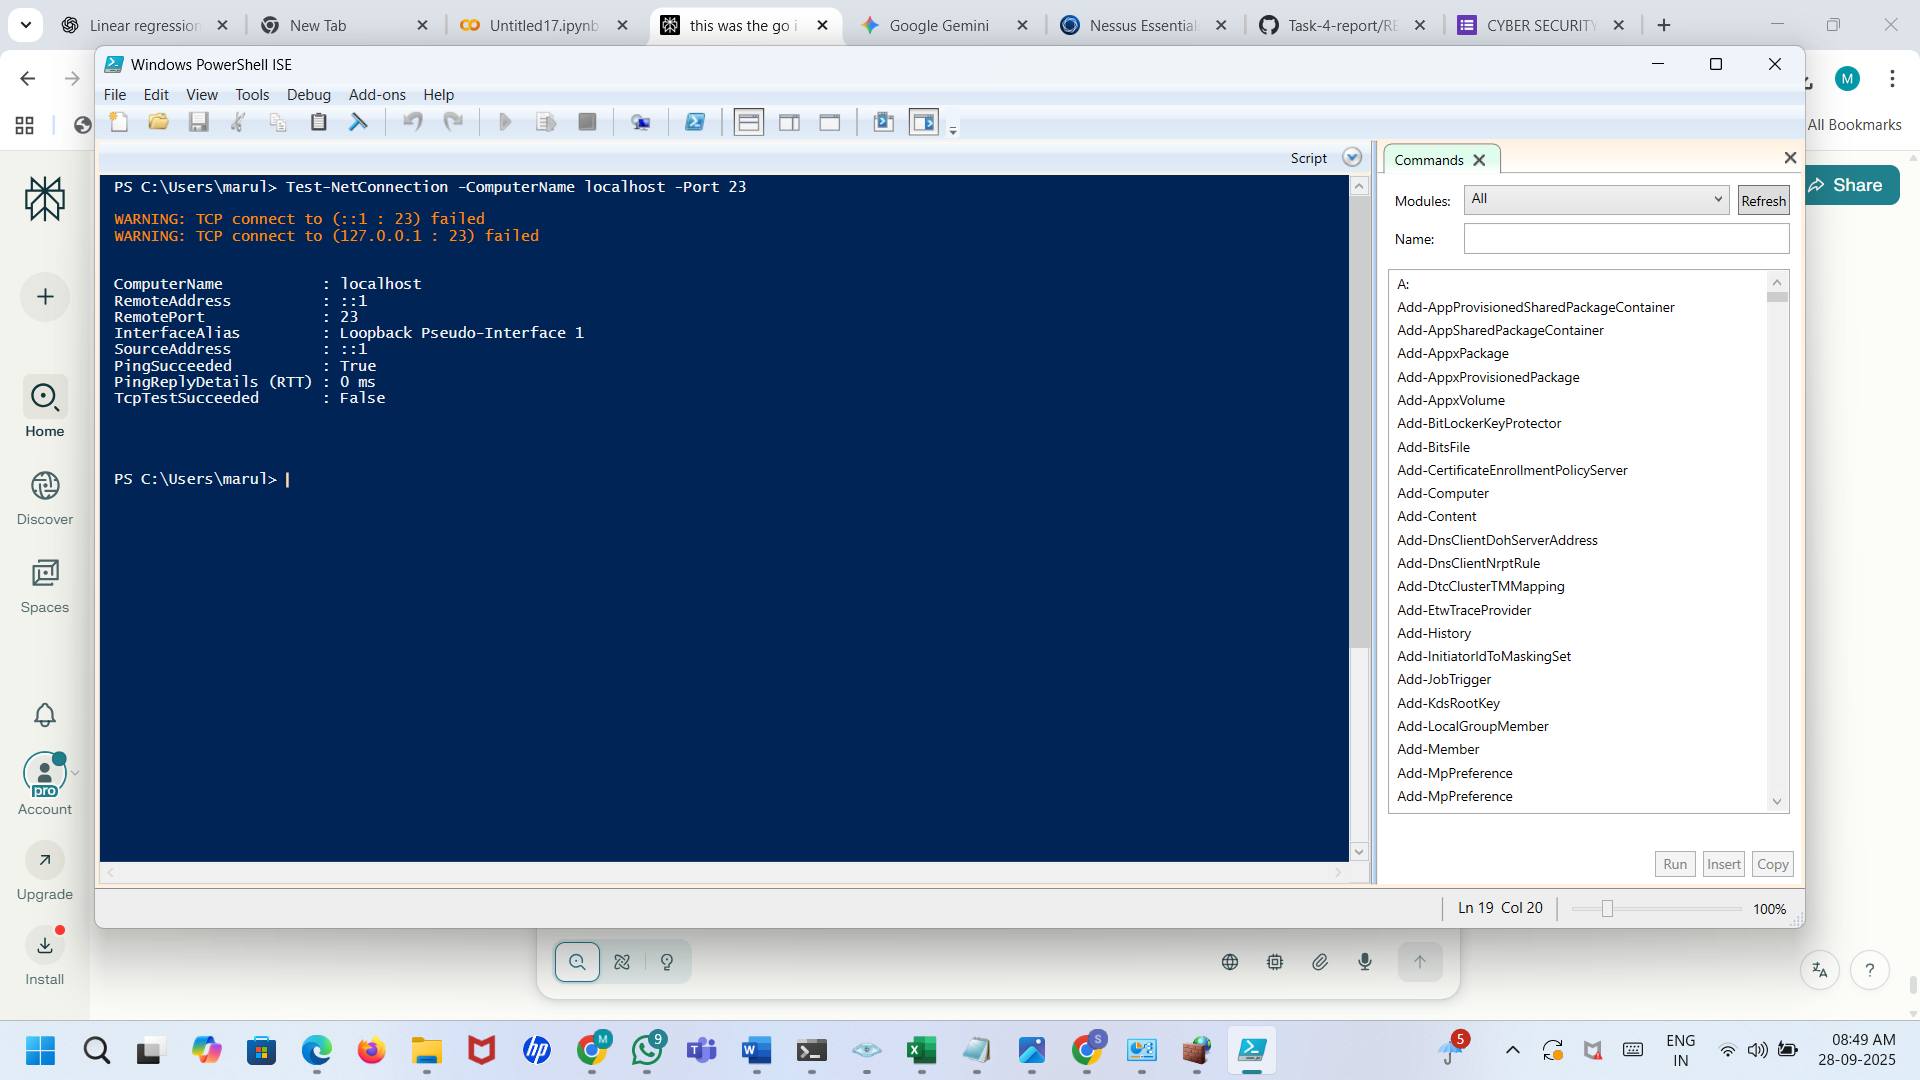 Linear regression
New Tab
Untitled17.ipynb
this was the go i
Google Gemini
Nessus Essentials
Task-4-report/RE
CYBER SECURITY
Windows PowerShell ISE
M
File Edit View Tools Debug Add-ons Help
All Bookmarks
Script
Commands
Share
PS C:\Users\marul> Test-NetConnection -ComputerName localhost -Port 23
WARNING: TCP connect to (::1 : 23) failed
WARNING: TCP connect to (127.0.0.1 : 23) failed
ComputerName : localhost
RemoteAddress : ::1
RemotePort : 23
InterfaceAlias : Loopback Pseudo-Interface 1
SourceAddress : ::1
PingSucceeded : True
PingReplyDetails (RTT) : 0 ms
TcpTestSucceeded : False
PS C:\Users\marul>
Modules: All Refresh
Name:
A:
Add-AppProvisionedSharedPackageContainer
Add-AppSharedPackageContainer
Add-AppxPackage
Add-AppxProvisionedPackage
Add-AppxVolume
Add-BitLockerKeyProtector
Add-BitsFile
Add-CertificateEnrollmentPolicyServer
Add-Computer
Add-Content
Add-DnsClientDohServerAddress
Add-DnsClientNrptRule
Add-DtcClusterTMMapping
Add-EtwTraceProvider
Add-History
Add-InitiatorIdToMaskingSet
Add-JobTrigger
Add-KdsRootKey
Add-LocalGroupMember
Add-Member
Add-MpPreference
Add-MpPreference
Run Insert Copy
Ln 19 Col 20
100%
Home
Discover
Spaces
pro
Account
Upgrade
Install
?
hp
M
9
S
5
ENG
IN
08:49 AM
28-09-2025